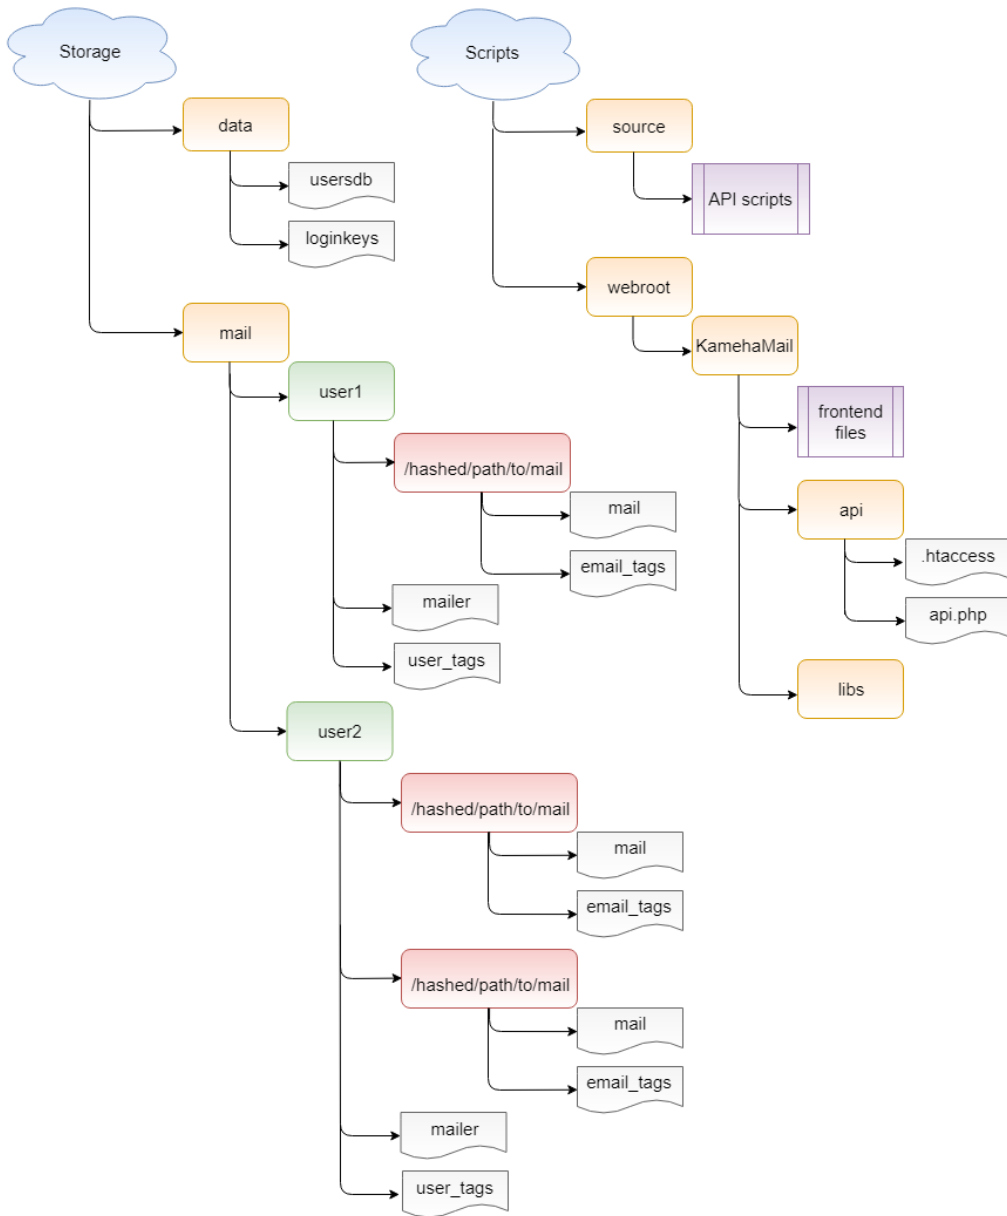 Storage
data
usersdb
loginkeys
mail
user1
/hashed/path/to/mail
mail
email_tags
mailer
user_tags
user2
/hashed/path/to/mail
mail
email_tags
/hashed/path/to/mail
mail
email_tags
mailer
user_tags
Scripts
source
API scripts
webroot
KamehaMail
frontend
files
api
.htaccess
api.php
libs